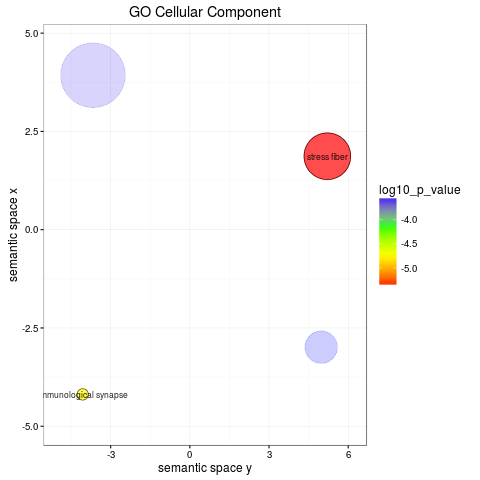 GO Cellular Component
5.0
2.5
0.0
-2.5
-5.0
semantic space x
stress fiber
nmunological synapse
-3
0
3
6
semantic space y
log10_p_value
-4.0
-4.5
-5.0